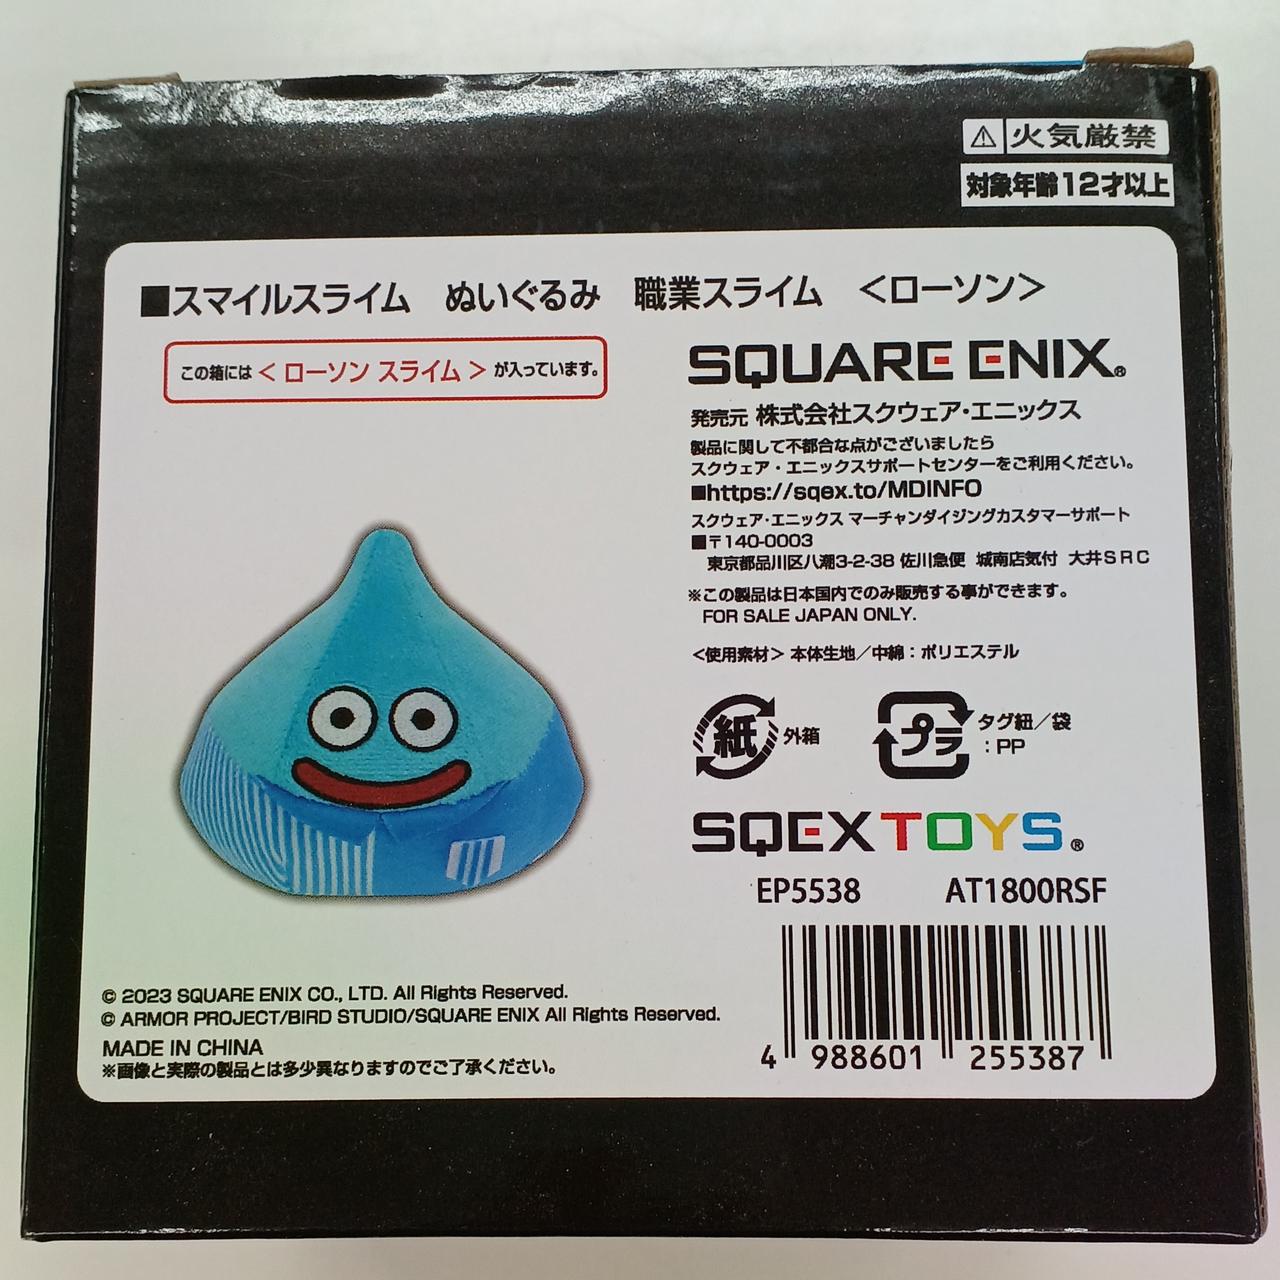 ⚠火気厳禁
対象年齢12才以上
■スマイルスライム ぬいぐるみ 職業スライム <ローソン>
この箱には<ローソン スライム>が入っています。
SQUARE ENIX®
発売元 株式会社スクウェア・エニックス
製品に関して不都合な点がございましたら
スクウェア・エニックスサポートセンターをご利用ください。
■https://sqex.to/MDINFO
スクウェア・エニックス マーチャンダイジングカスタマーサポート
■〒140-0003
東京都品川区八潮3-2-38 佐川急便 城南店気付 大井SRC
※この製品は日本国内でのみ販売する事ができます。
FOR SALE JAPAN ONLY.
<使用素材>本体生地/中綿:ポリエステル
紙 外箱
プラ タグ紐/袋
:PP
SQEX TOYS®
EP5538 AT1800RSF
4 988601 255387
© 2023 SQUARE ENIX CO., LTD. All Rights Reserved.
© ARMOR PROJECT/BIRD STUDIO/SQUARE ENIX All Rights Reserved.
MADE IN CHINA
※画像と実際の製品とは多少異なりますのでご了承ください。